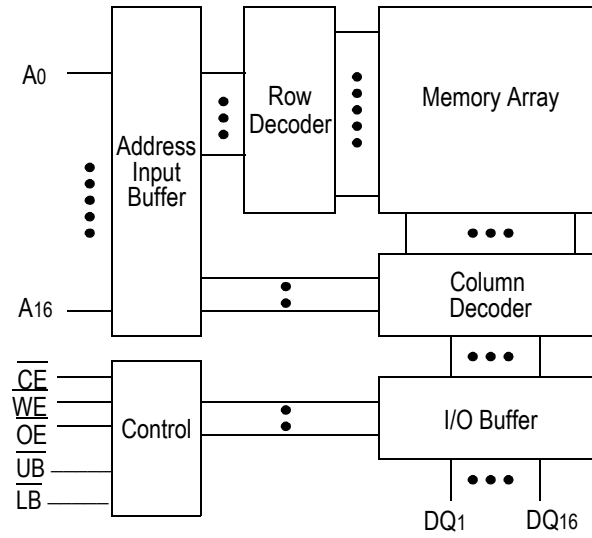 A0
A16
Address
Input
Buffer
Row
Decoder
Memory Array
Column
Decoder
CE
WE
OE
UB
LB
Control
I/O Buffer
DQ1
DQ16